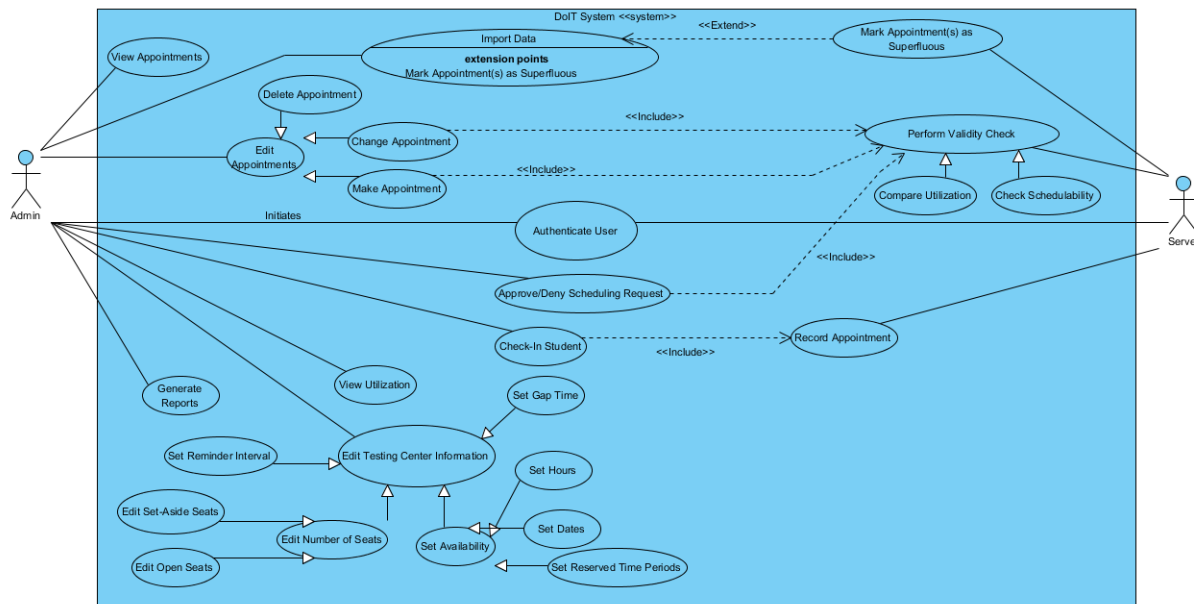 DoIT System <<system>>
<<Extend>>
Import Data
extension points
Mark Appointment(s) as Superfluous
Mark Appointment(s) as
Superfluous
View Appointments
Delete Appointment
Edit
Appointments
Change Appointment
Make Appointment
<<Include>>
<<Include>>
Perform Validity Check
Compare Utilization
Check Schedulability
Admin
Initiates
Authenticate User
Serve
<<Include>>
Approve/Deny Scheduling Request
Check-In Student
<<Include>>
Record Appointment
Generate
Reports
View Utilization
Set Gap Time
Set Reminder Interval
Edit Testing Center Information
Set Hours
Edit Set-Aside Seats
Edit Number of Seats
Set Availability
Set Dates
Edit Open Seats
Set Reserved Time Periods